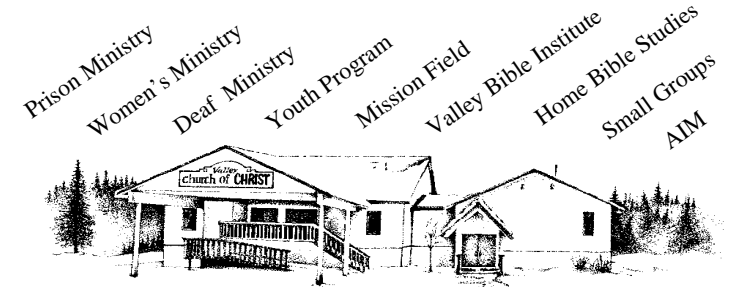 Prison Ministry
Women's Ministry
Deaf Ministry
Youth Program
Mission Field
Valley Bible Institute
Home Bible Studies
Small Groups
AIM
Valley
Church of CHRIST